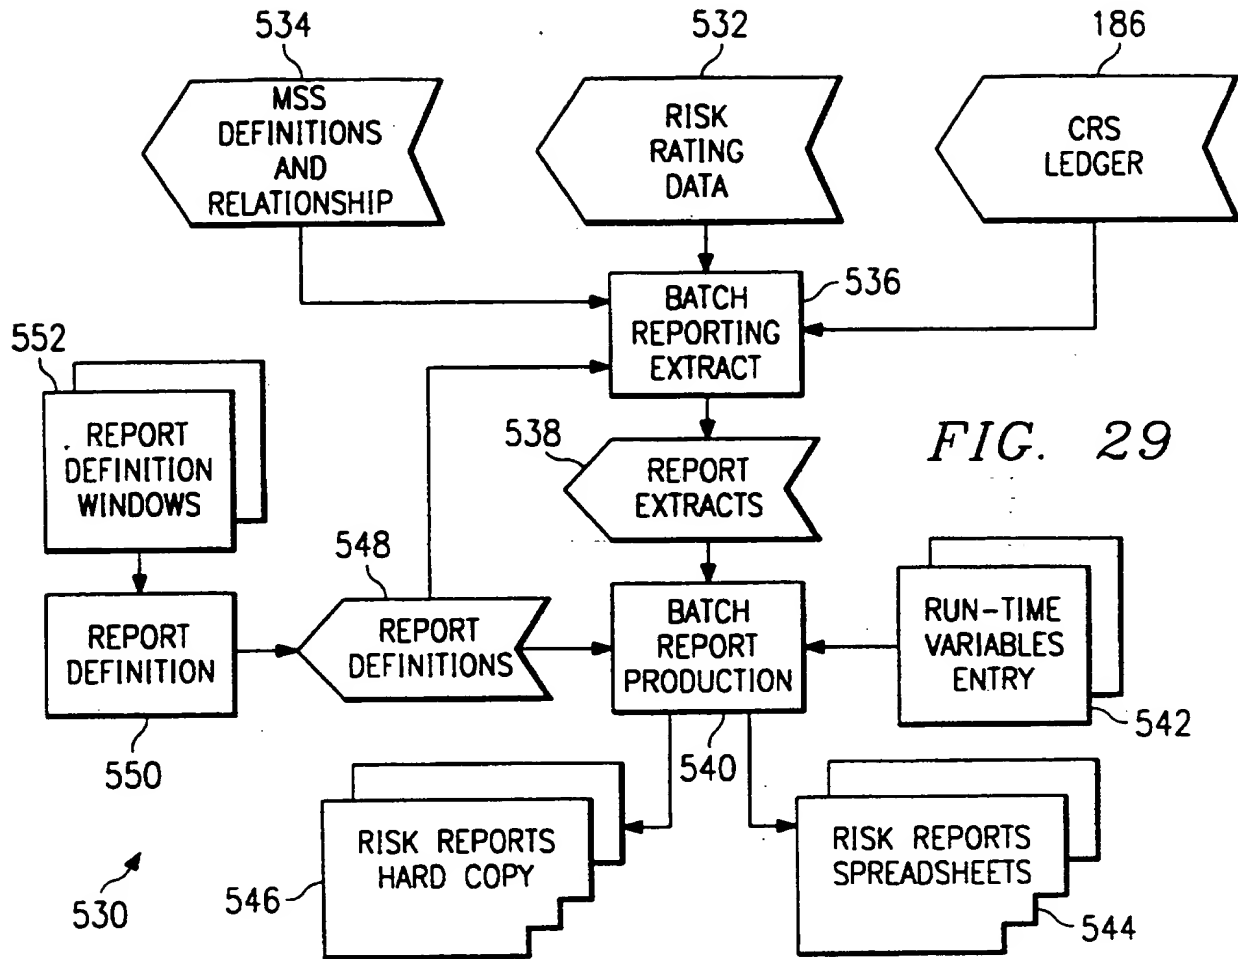 534
532
186
MSS
DEFINITIONS
AND
RELATIONSHIP
RISK
RATING
DATA
CRS
LEDGER
536
BATCH
REPORTING
EXTRACT
552
REPORT
DEFINITION
WINDOWS
538
REPORT
EXTRACTS
FIG. 29
548
REPORT
DEFINITION
REPORT
DEFINITIONS
BATCH
REPORT
PRODUCTION
RUN-TIME
VARIABLES
ENTRY
542
550
540
RISK REPORTS
HARD COPY
RISK REPORTS
SPREADSHEETS
546
530
544